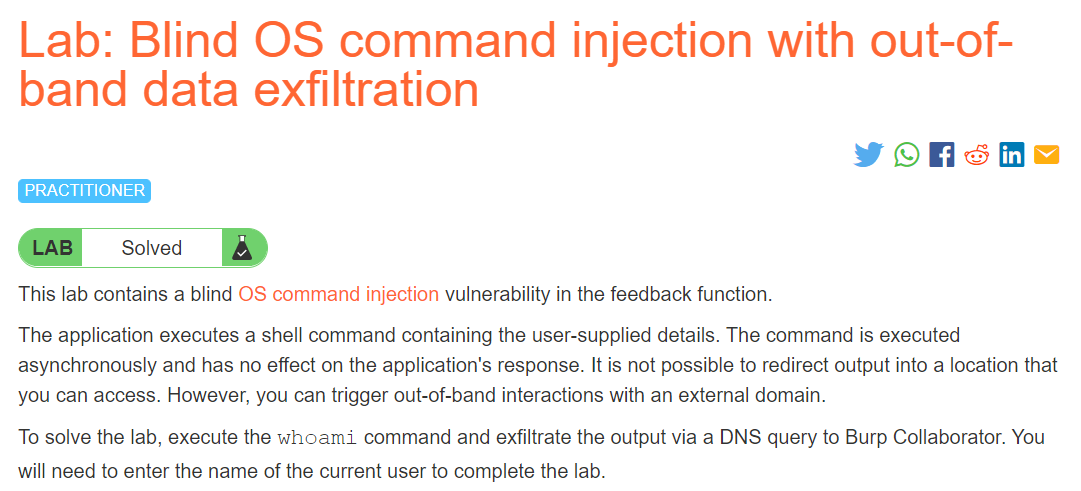 Lab: Blind OS command injection with out-of-
band data exfiltration
PRACTITIONER
LAB Solved
This lab contains a blind OS command injection vulnerability in the feedback function.
The application executes a shell command containing the user-supplied details. The command is executed
asynchronously and has no effect on the application's response. It is not possible to redirect output into a location that
you can access. However, you can trigger out-of-band interactions with an external domain.
To solve the lab, execute the whoami command and exfiltrate the output via a DNS query to Burp Collaborator. You
will need to enter the name of the current user to complete the lab.